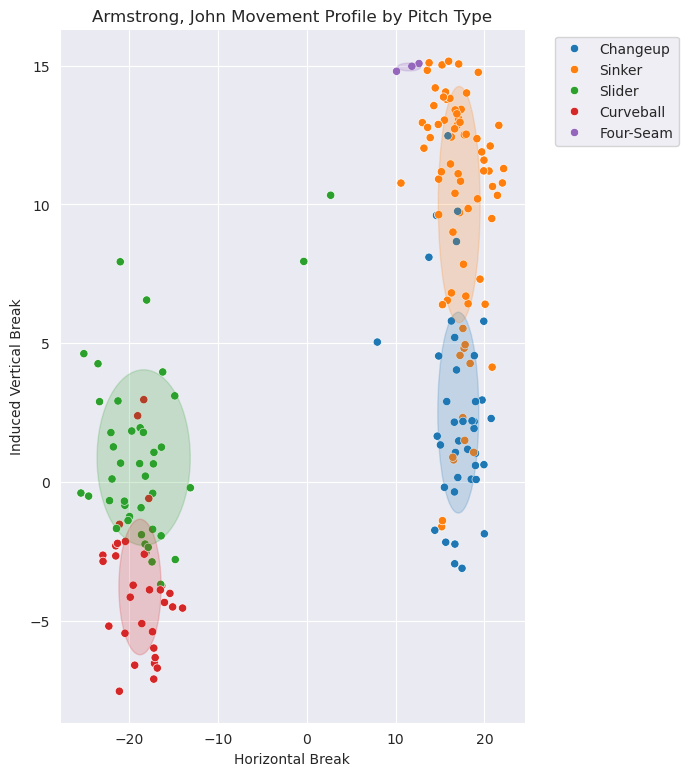 Armstrong, John Movement Profile by Pitch Type
Changeup
Sinker
Slider
Curveball
Four-Seam
15
10
5
0
−5
Induced Vertical Break
−20
−10
0
10
20
Horizontal Break